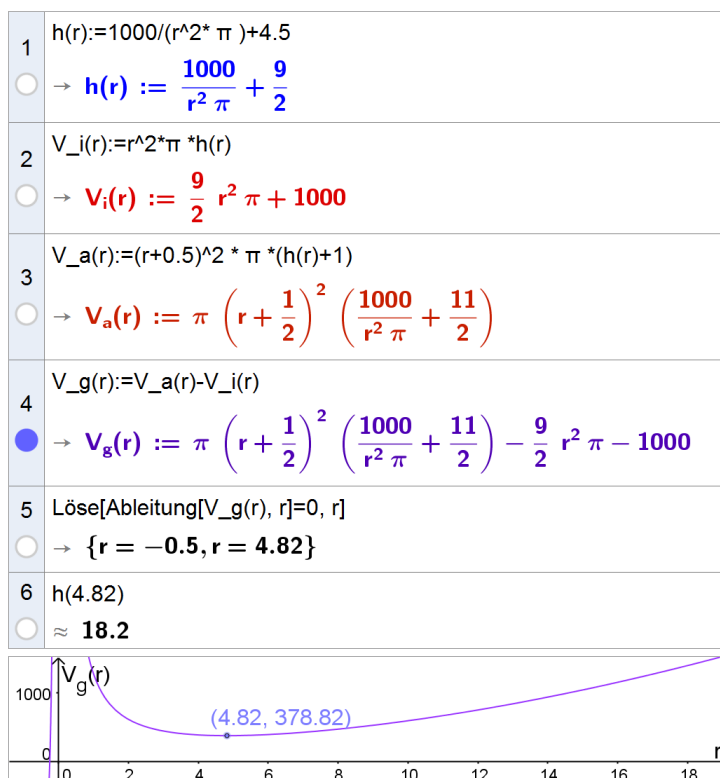 1
h(r):=1000/(r^2* π )+4.5
→ h(r) := 1000/(r² π) + 9/2
2
V_i(r):=r^2*π *h(r)
→ Vᵢ(r) := 9/2 r² π + 1000
3
V_a(r):=(r+0.5)^2 * π *(h(r)+1)
→ Vₐ(r) := π (r + 1/2)² (1000/(r² π) + 11/2)
4
V_g(r):=V_a(r)-V_i(r)
→ V_g(r) := π (r + 1/2)² (1000/(r² π) + 11/2) − 9/2 r² π − 1000
5
Löse[Ableitung[V_g(r), r]=0, r]
→ {r = −0.5, r = 4.82}
6
h(4.82)
≈ 18.2
V_g(r)
1000
(4.82, 378.82)
0
r
0 2 4 6 8 10 12 14 16 18